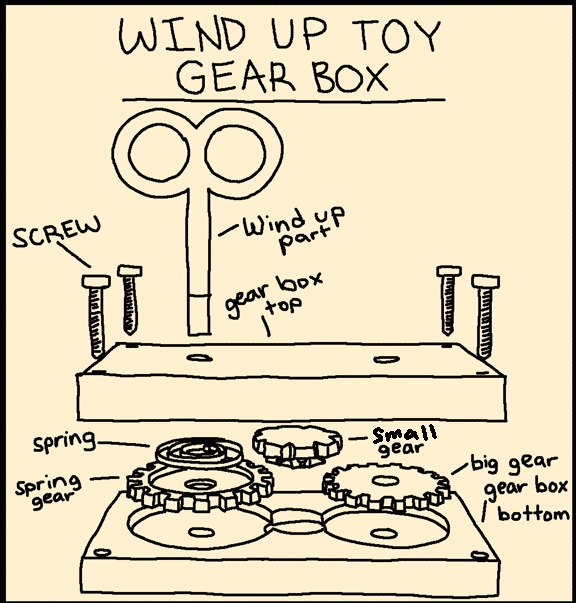 WIND UP TOY
GEAR BOX
SCREW
Wind up
part
gear box
top
spring
small
gear
spring
gear
big gear
gear box
bottom